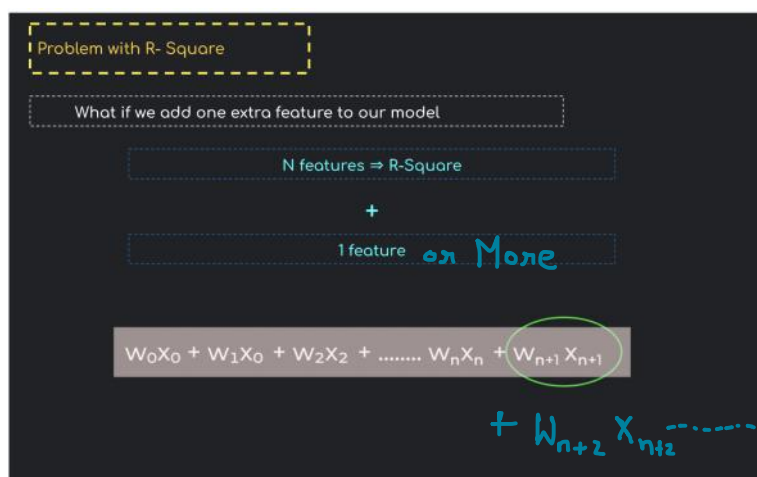 Problem with R- Square
What if we add one extra feature to our model
N features ⇒ R-Square
+
1 feature or More
W₀X₀ + W₁X₀ + W₂X₂ + ........ WₙXₙ + Wₙ₊₁ Xₙ₊₁
+ Wₙ₊₂ Xₙ₊₂ -------